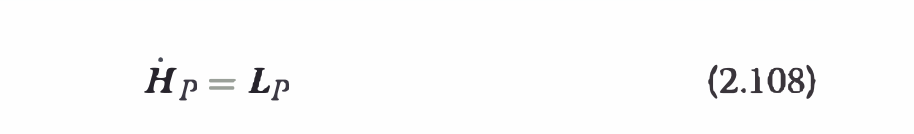 Ḣ_P = L_P (2.108)